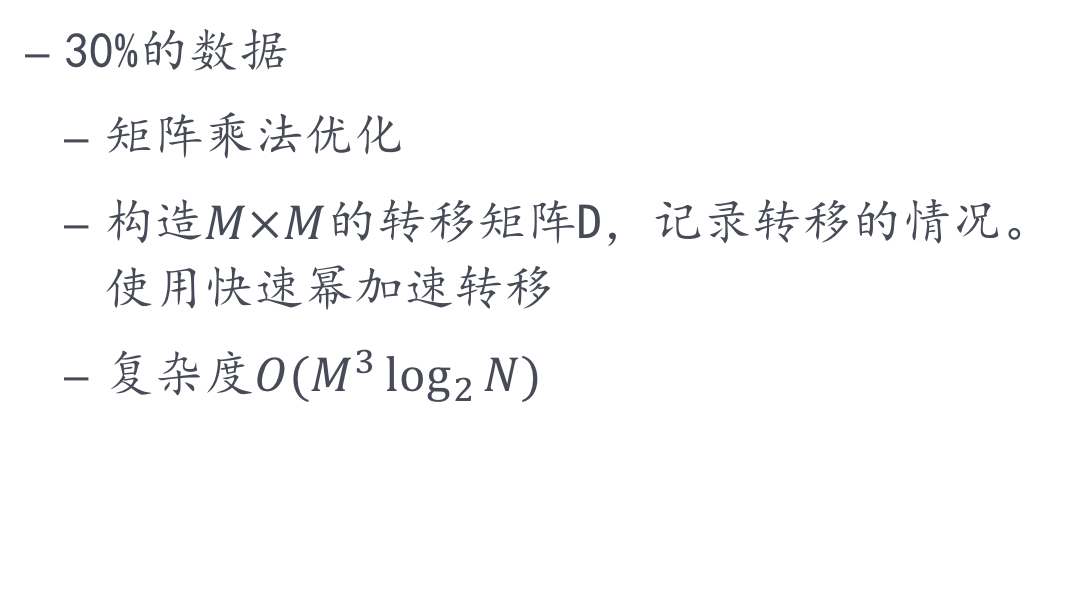 – 30%的数据
– 矩阵乘法优化
– 构造M×M的转移矩阵D，记录转移的情况。
使用快速幂加速转移
– 复杂度O(M³ log₂ N)